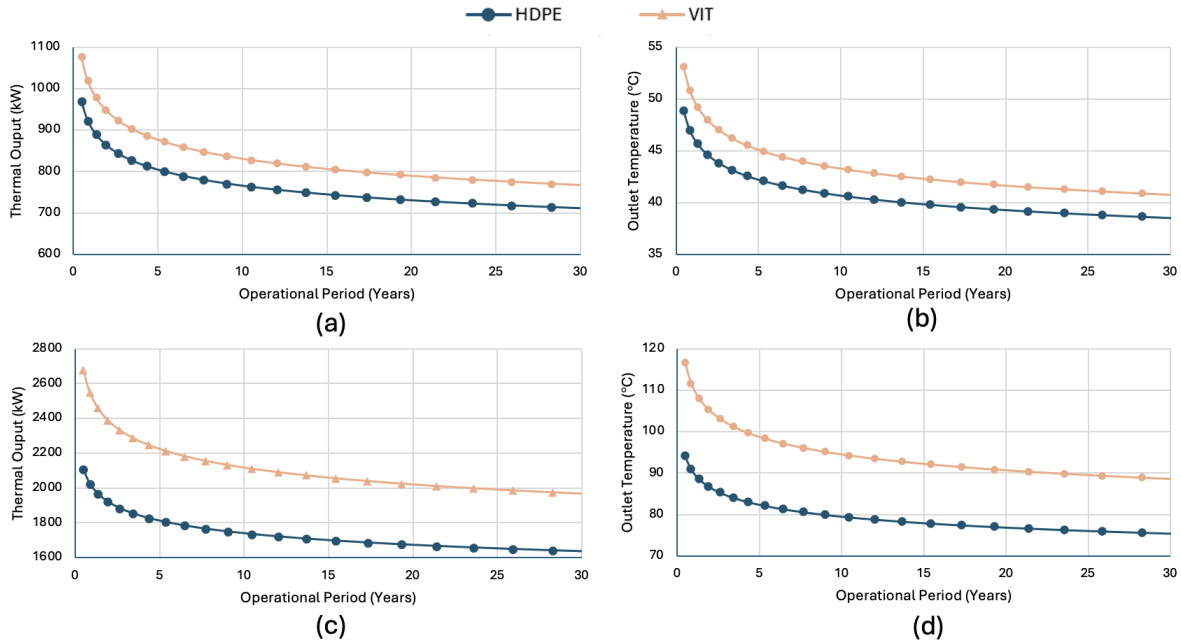 HDPE VIT
1100
1000
900
800
700
600
Thermal Ouput (kW)
0 5 10 15 20 25 30
Operational Period (Years)
(a)
55
50
45
40
35
Outlet Temperature (°C)
0 5 10 15 20 25 30
Operational Period (Years)
(b)
2800
2600
2400
2200
2000
1800
1600
Thermal Ouput (kW)
0 5 10 15 20 25 30
Operational Period (Years)
(c)
120
110
100
90
80
70
Outlet Temperature (°C)
0 5 10 15 20 25 30
Operational Period (Years)
(d)